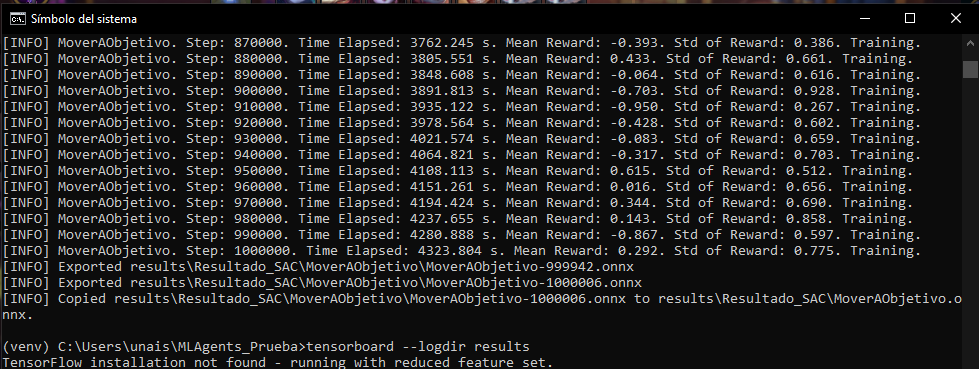 Símbolo del sistema
[INFO] MoverAObjetivo. Step: 870000. Time Elapsed: 3762.245 s. Mean Reward: -0.393. Std of Reward: 0.386. Training.
[INFO] MoverAObjetivo. Step: 880000. Time Elapsed: 3805.551 s. Mean Reward: 0.433. Std of Reward: 0.661. Training.
[INFO] MoverAObjetivo. Step: 890000. Time Elapsed: 3848.608 s. Mean Reward: -0.064. Std of Reward: 0.616. Training.
[INFO] MoverAObjetivo. Step: 900000. Time Elapsed: 3891.813 s. Mean Reward: -0.703. Std of Reward: 0.928. Training.
[INFO] MoverAObjetivo. Step: 910000. Time Elapsed: 3935.122 s. Mean Reward: -0.950. Std of Reward: 0.267. Training.
[INFO] MoverAObjetivo. Step: 920000. Time Elapsed: 3978.564 s. Mean Reward: -0.428. Std of Reward: 0.602. Training.
[INFO] MoverAObjetivo. Step: 930000. Time Elapsed: 4021.574 s. Mean Reward: -0.083. Std of Reward: 0.659. Training.
[INFO] MoverAObjetivo. Step: 940000. Time Elapsed: 4064.821 s. Mean Reward: -0.317. Std of Reward: 0.703. Training.
[INFO] MoverAObjetivo. Step: 950000. Time Elapsed: 4108.113 s. Mean Reward: 0.615. Std of Reward: 0.512. Training.
[INFO] MoverAObjetivo. Step: 960000. Time Elapsed: 4151.261 s. Mean Reward: 0.016. Std of Reward: 0.656. Training.
[INFO] MoverAObjetivo. Step: 970000. Time Elapsed: 4194.424 s. Mean Reward: 0.344. Std of Reward: 0.690. Training.
[INFO] MoverAObjetivo. Step: 980000. Time Elapsed: 4237.655 s. Mean Reward: 0.143. Std of Reward: 0.858. Training.
[INFO] MoverAObjetivo. Step: 990000. Time Elapsed: 4280.888 s. Mean Reward: -0.867. Std of Reward: 0.597. Training.
[INFO] MoverAObjetivo. Step: 1000000. Time Elapsed: 4323.804 s. Mean Reward: 0.292. Std of Reward: 0.775. Training.
[INFO] Exported results\Resultado_SAC\MoverAObjetivo\MoverAObjetivo-999942.onnx
[INFO] Exported results\Resultado_SAC\MoverAObjetivo\MoverAObjetivo-1000006.onnx
[INFO] Copied results\Resultado_SAC\MoverAObjetivo\MoverAObjetivo-1000006.onnx to results\Resultado_SAC\MoverAObjetivo.o
nnx.
(venv) C:\Users\unais\MLAgents_Prueba>tensorboard --logdir results
TensorFlow installation not found - running with reduced feature set.